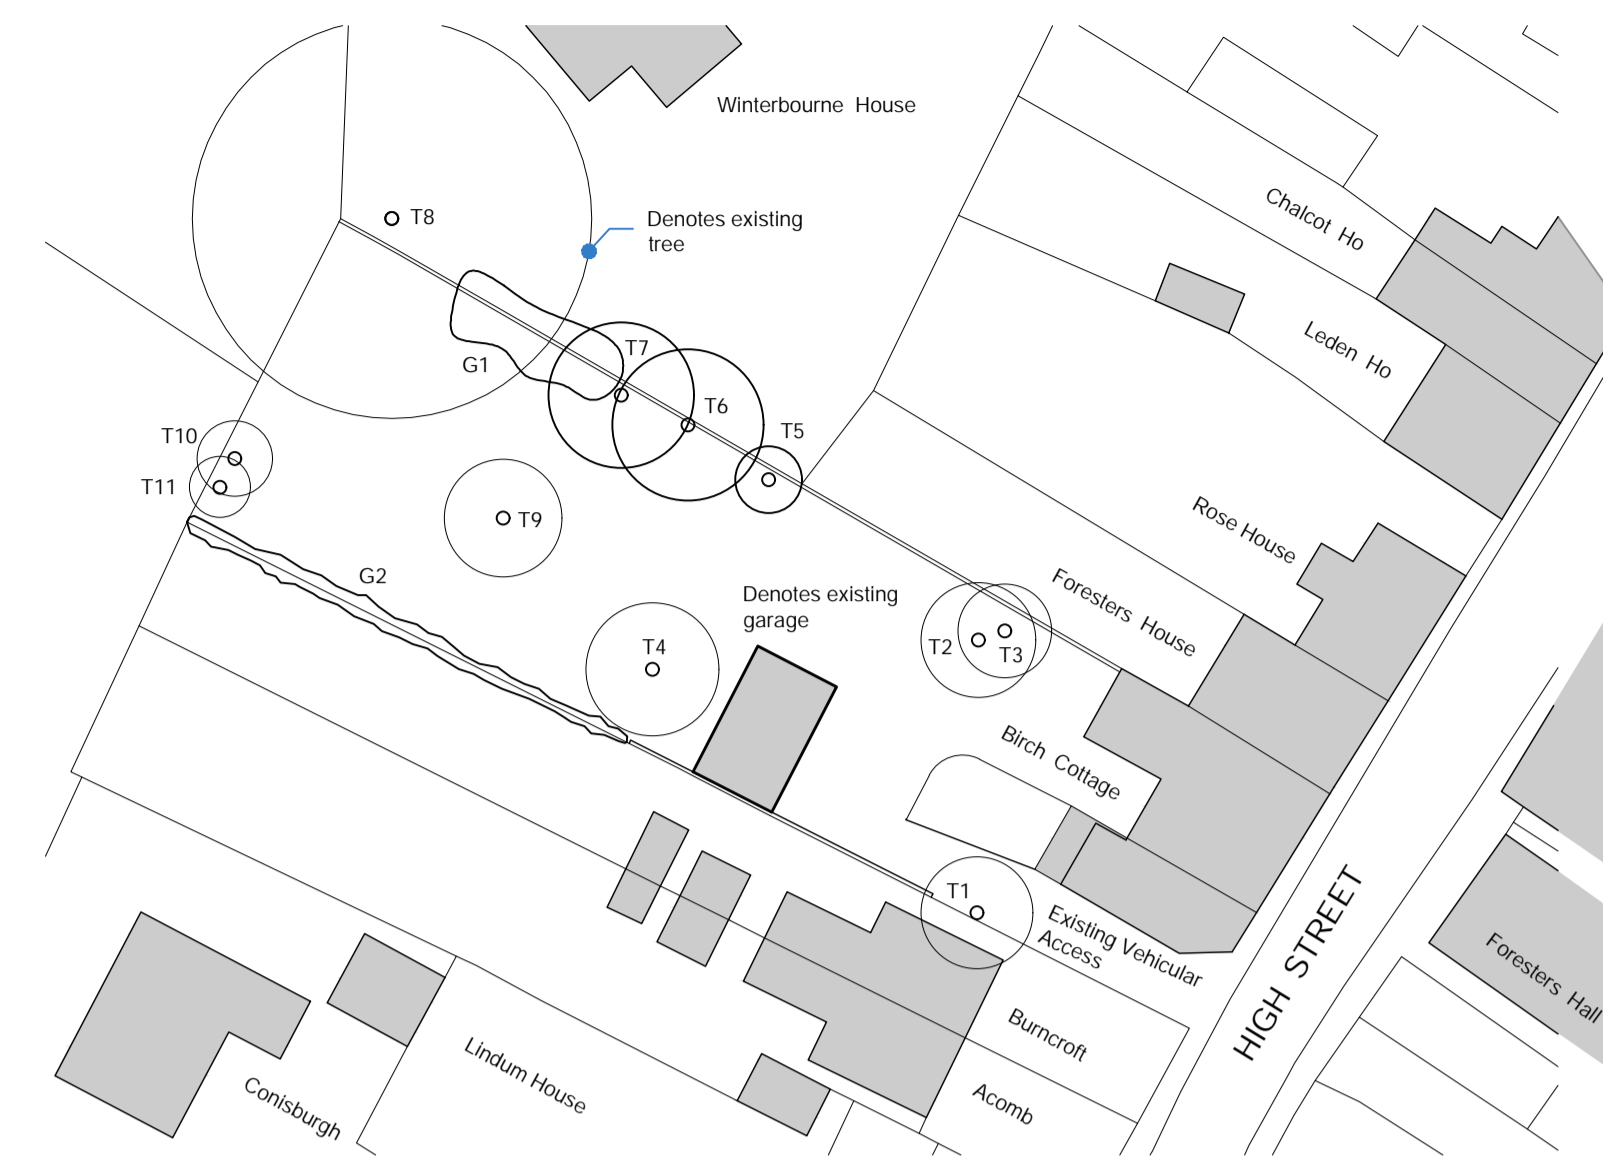 Winterbourne House
T8
Denotes existing
tree
Chalcot Ho
Leden Ho
G1
T7
T6
T5
T10
T11
T9
G2
Rose House
Foresters House
Denotes existing
garage
T4
T2
T3
Birch Cottage
T1
Existing Vehicular
Access
HIGH STREET
Foresters Hall
Burncroft
Acomb
Lindum House
Conisburgh